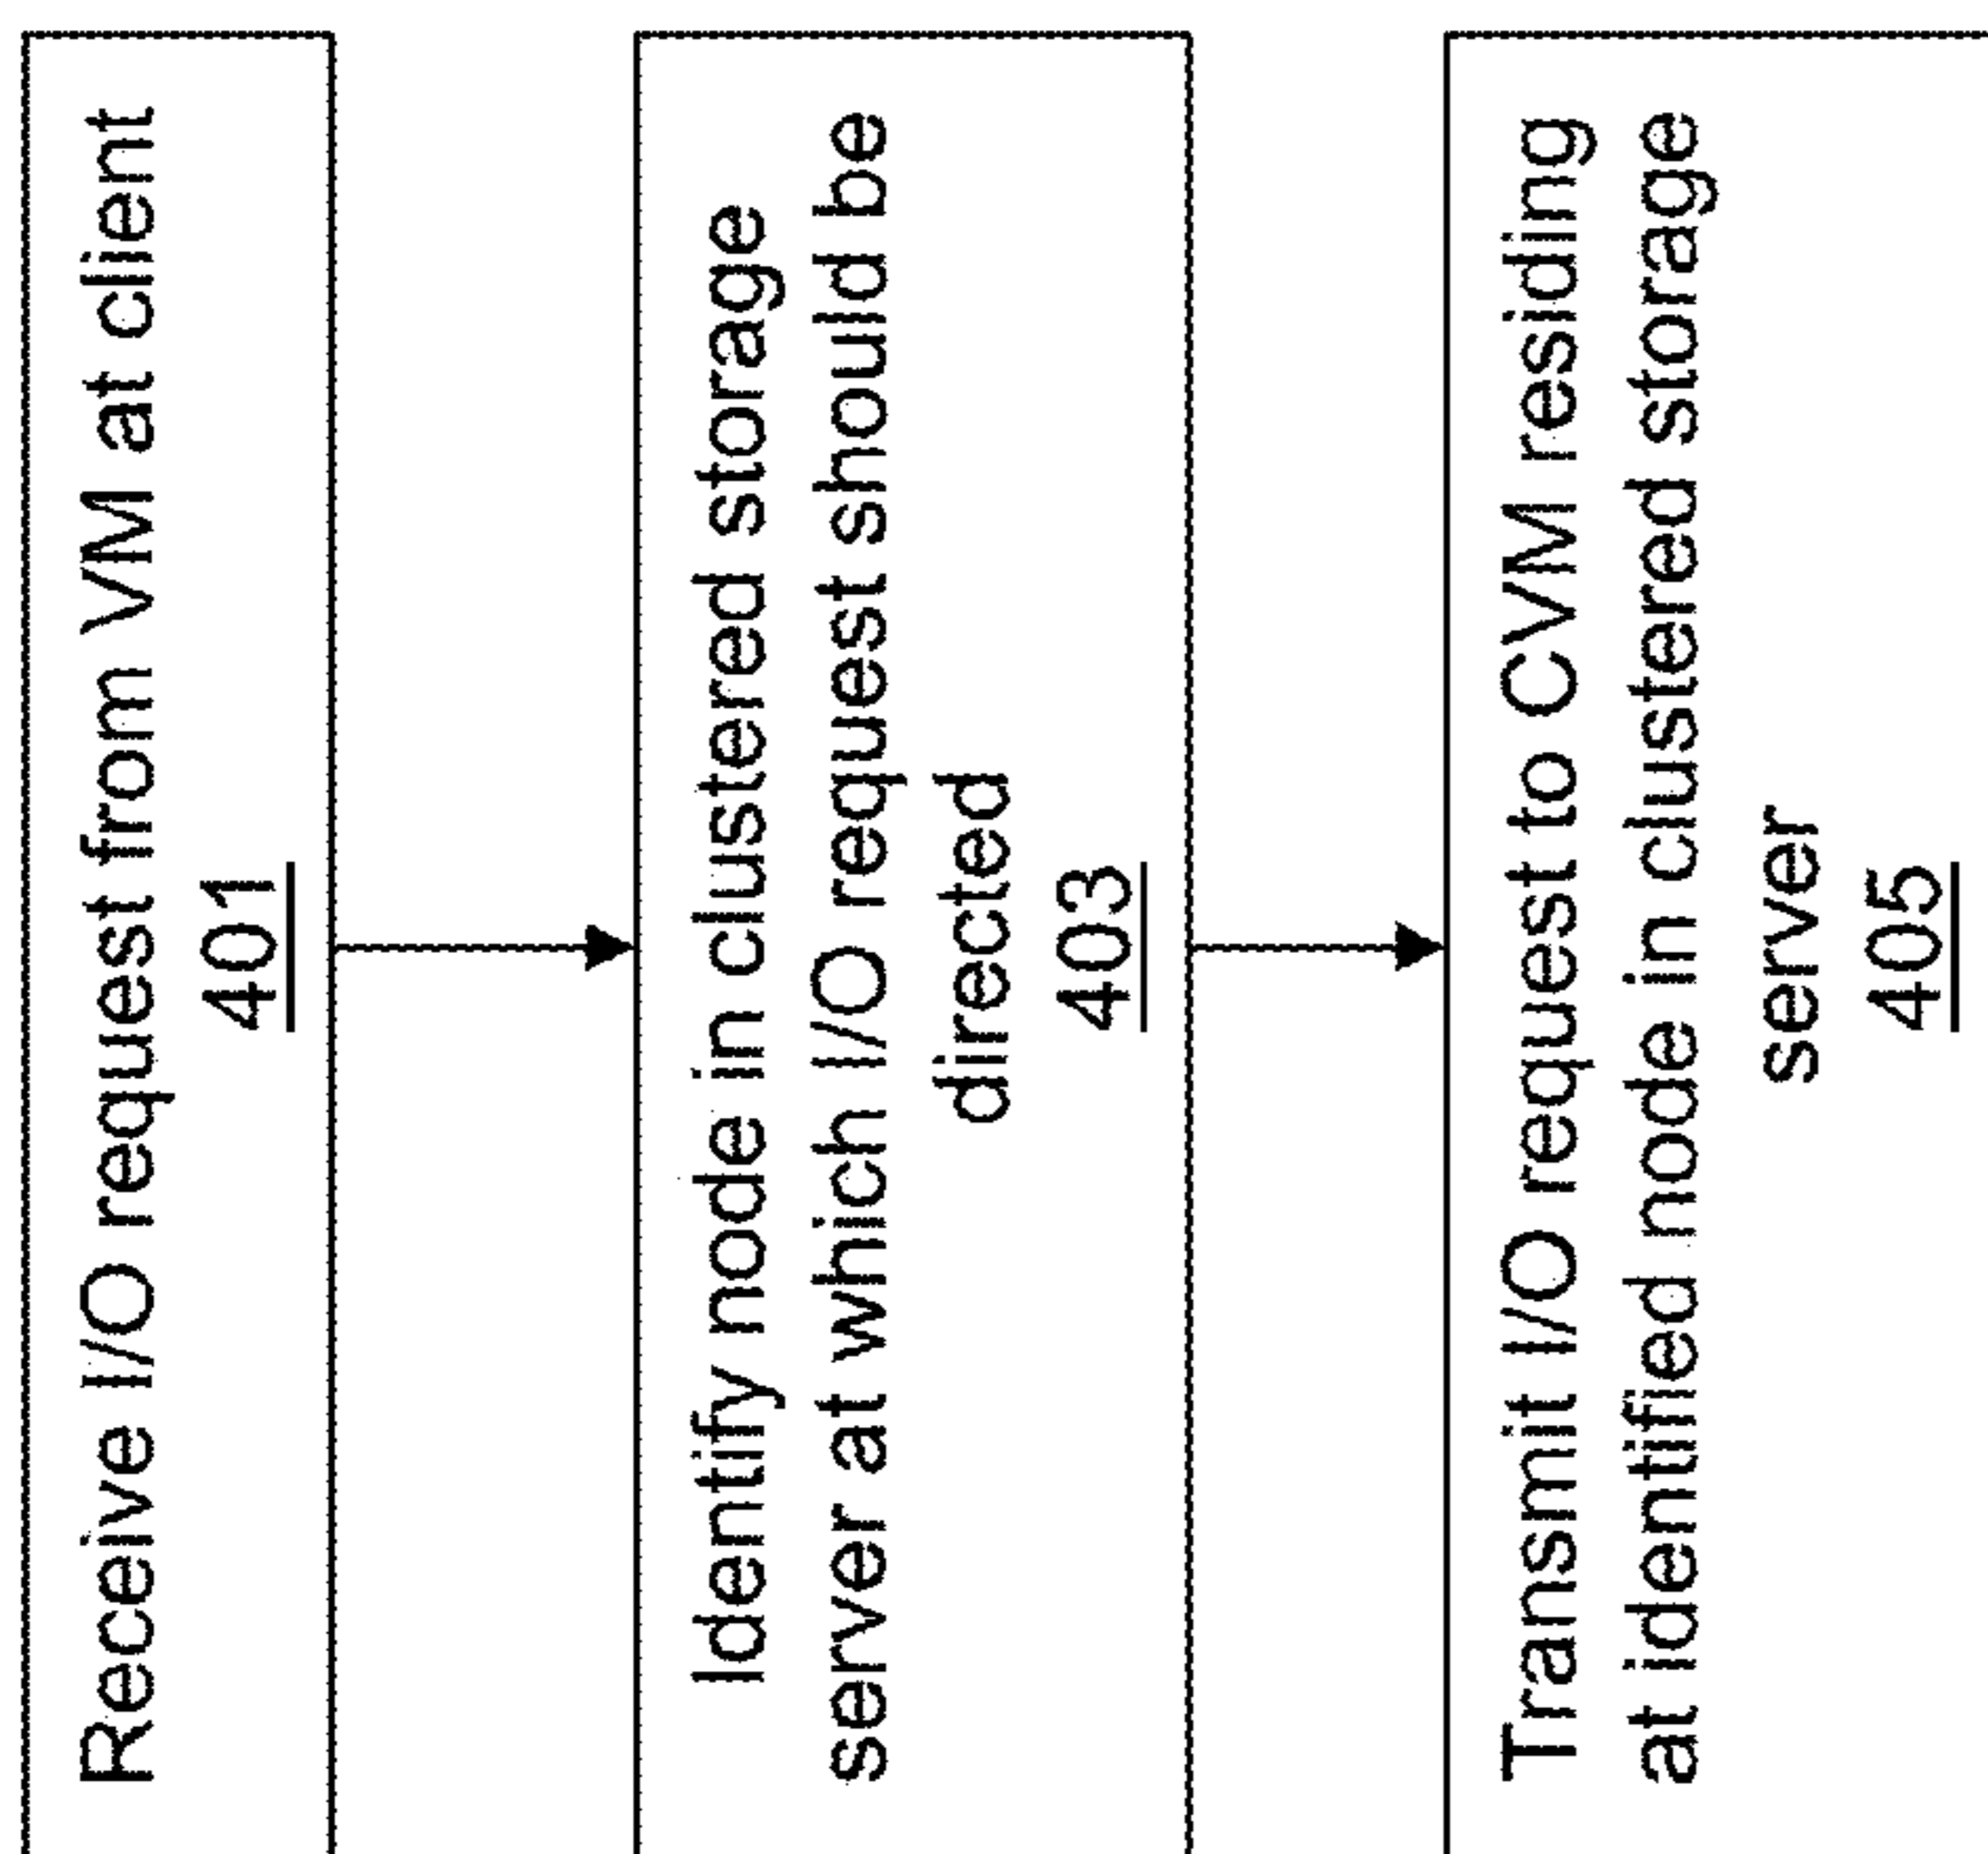 Receive I/O request from VM at client
401
Identify node in clustered storage
server at which I/O request should be
directed
403
Transmit I/O request to CVM residing
at identified node in clustered storage
server
405